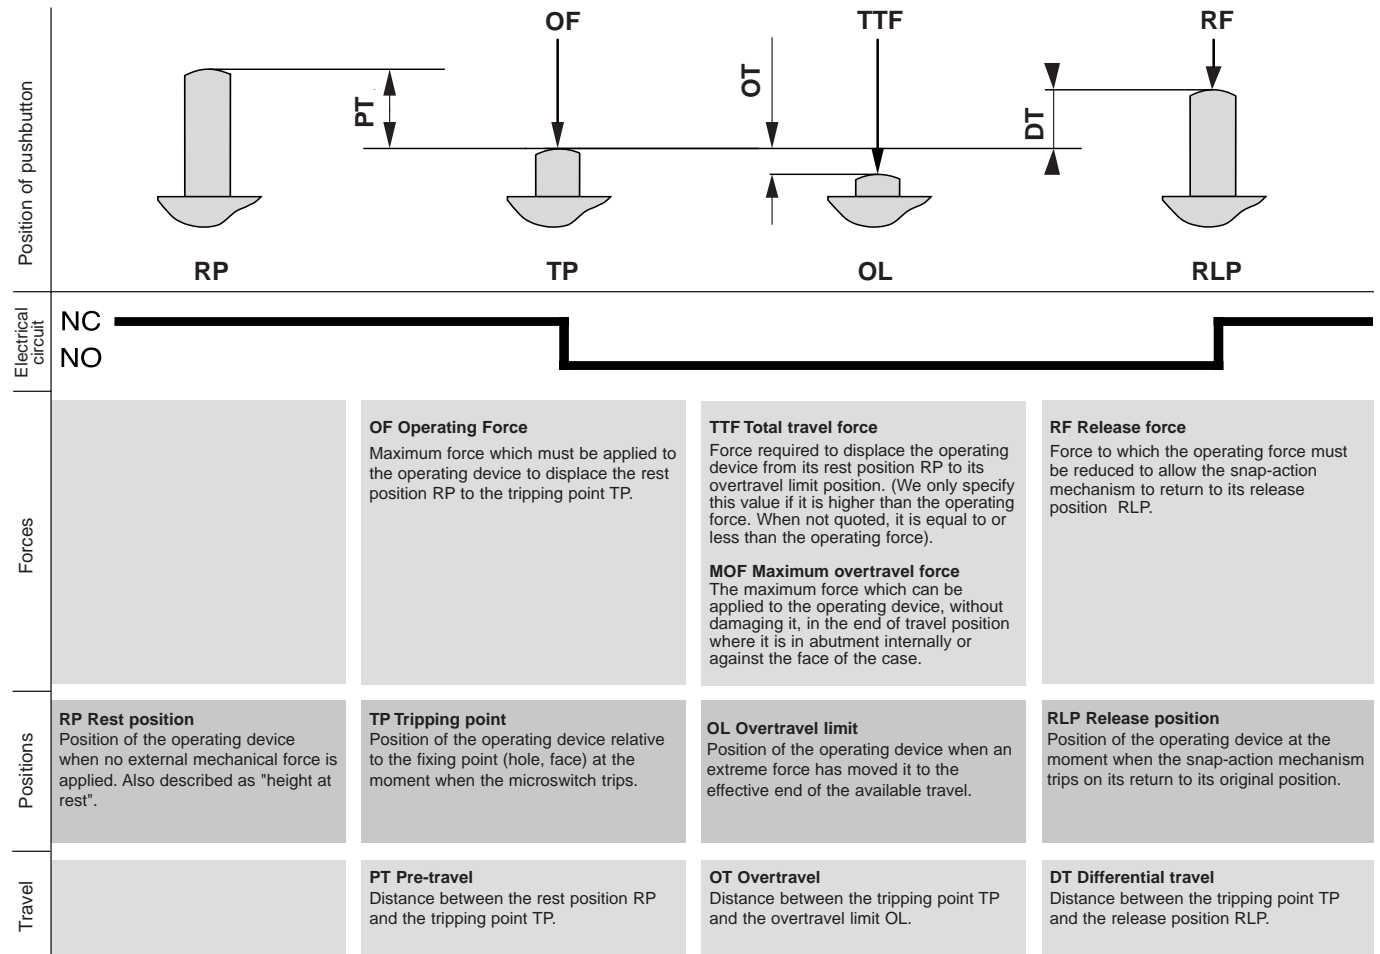 Position of pushbutton
OF
TTF
RF
PT
OT
DT
RP
TP
OL
RLP
Electrical
circuit
NC
NO
Forces
OF Operating Force
Maximum force which must be applied to
the operating device to displace the rest
position RP to the tripping point TP.
TTF Total travel force
Force required to displace the operating
device from its rest position RP to its
overtravel limit position. (We only specify
this value if it is higher than the operating
force. When not quoted, it is equal to or
less than the operating force).
MOF Maximum overtravel force
The maximum force which can be
applied to the operating device, without
damaging it, in the end of travel position
where it is in abutment internally or
against the face of the case.
RF Release force
Force to which the operating force must
be reduced to allow the snap-action
mechanism to return to its release
position RLP.
Positions
RP Rest position
Position of the operating device
when no external mechanical force is
applied. Also described as "height at
rest".
TP Tripping point
Position of the operating device relative
to the fixing point (hole, face) at the
moment when the microswitch trips.
OL Overtravel limit
Position of the operating device when an
extreme force has moved it to the
effective end of the available travel.
RLP Release position
Position of the operating device at the
moment when the snap-action mechanism
trips on its return to its original position.
Travel
PT Pre-travel
Distance between the rest position RP
and the tripping point TP.
OT Overtravel
Distance between the tripping point TP
and the overtravel limit OL.
DT Differential travel
Distance between the tripping point TP
and the release position RLP.